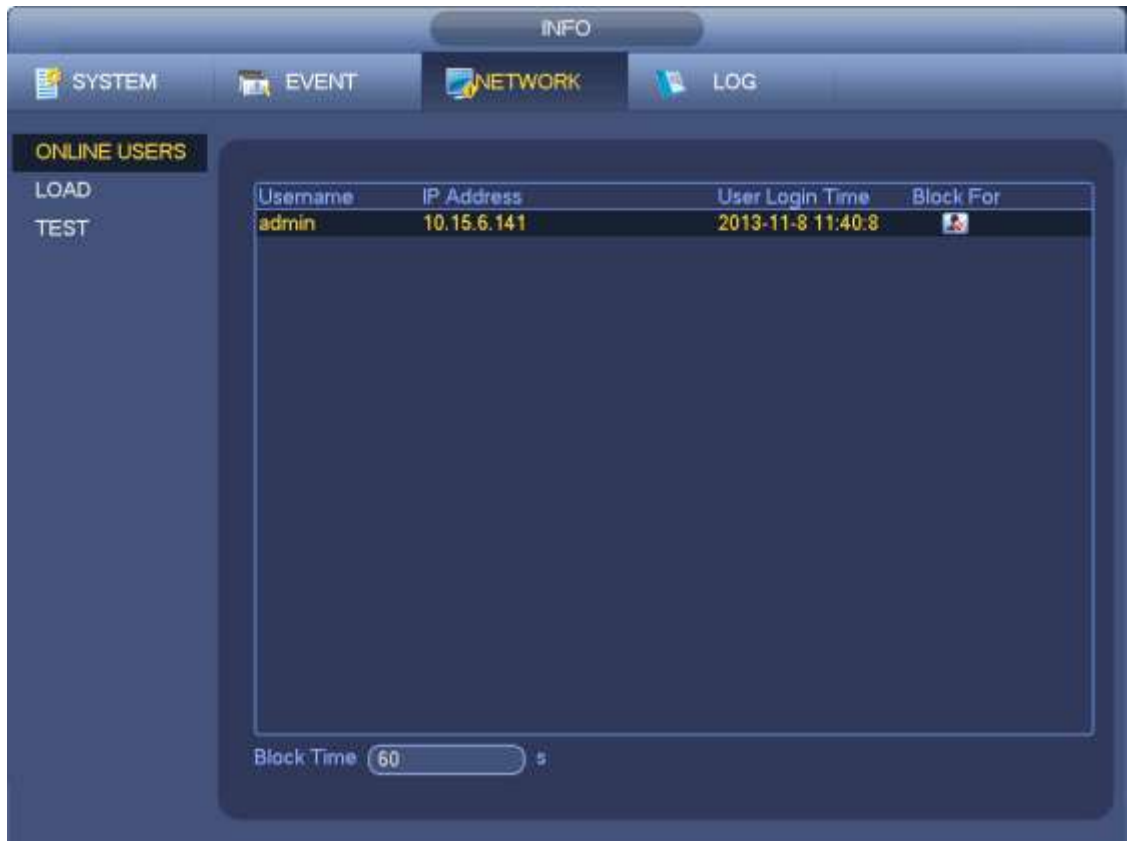 INFO
SYSTEM EVENT NETWORK LOG
ONLINE USERS
LOAD
TEST
Username IP Address User Login Time Block For
admin 10.15.6.141 2013-11-8 11:40:8
Block Time 60 s